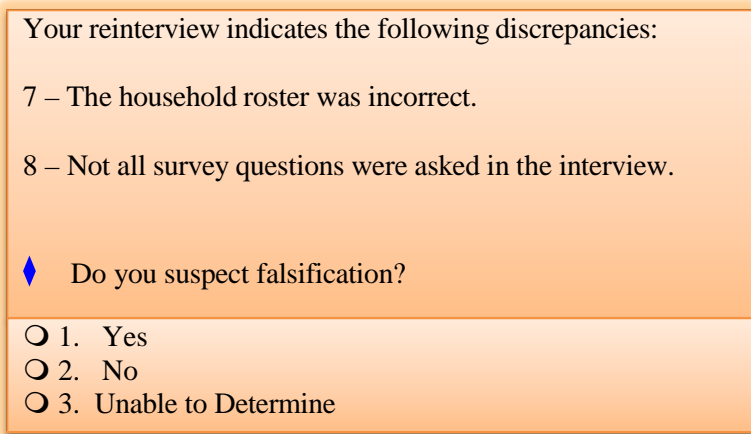 Your reinterview indicates the following discrepancies:
7 – The household roster was incorrect.
8 – Not all survey questions were asked in the interview.
Do you suspect falsification?
1. Yes
2. No
3. Unable to Determine